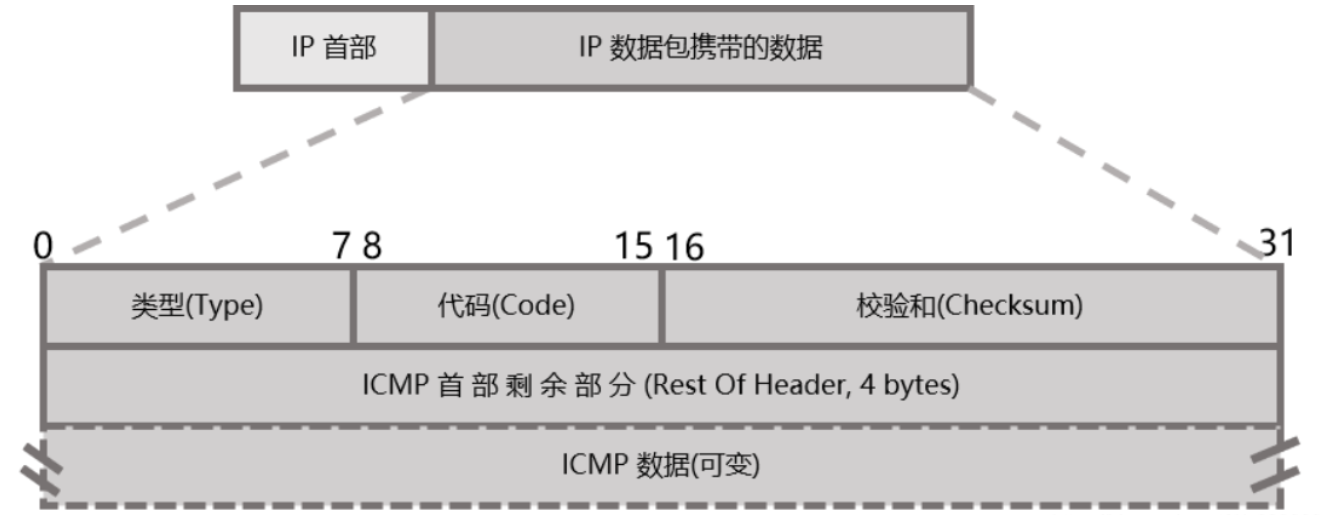 IP 首部 IP 数据包携带的数据
0 7 8 15 16 31
类型(Type) 代码(Code) 校验和(Checksum)
ICMP 首 部 剩 余 部 分 (Rest Of Header, 4 bytes)
ICMP 数据(可变)